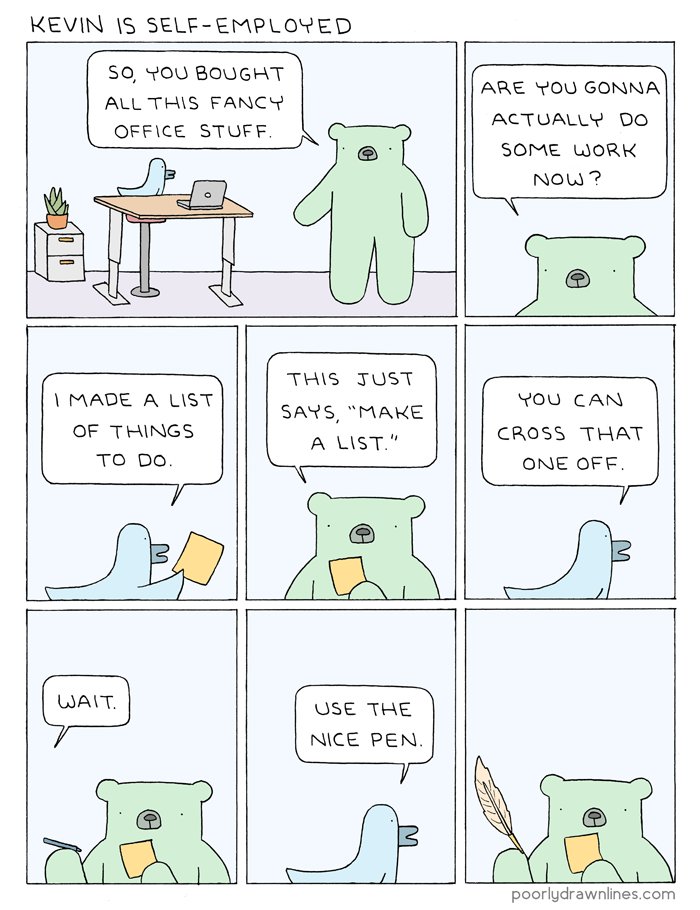 KEVIN IS SELF-EMPLOYED
SO, YOU BOUGHT
ALL THIS FANCY
OFFICE STUFF.
ARE YOU GONNA
ACTUALLY DO
SOME WORK
NOW?
I MADE A LIST
OF THINGS
TO DO.
THIS JUST
SAYS, "MAKE
A LIST."
YOU CAN
CROSS THAT
ONE OFF.
WAIT.
USE THE
NICE PEN.
poorlydrawnlines.com